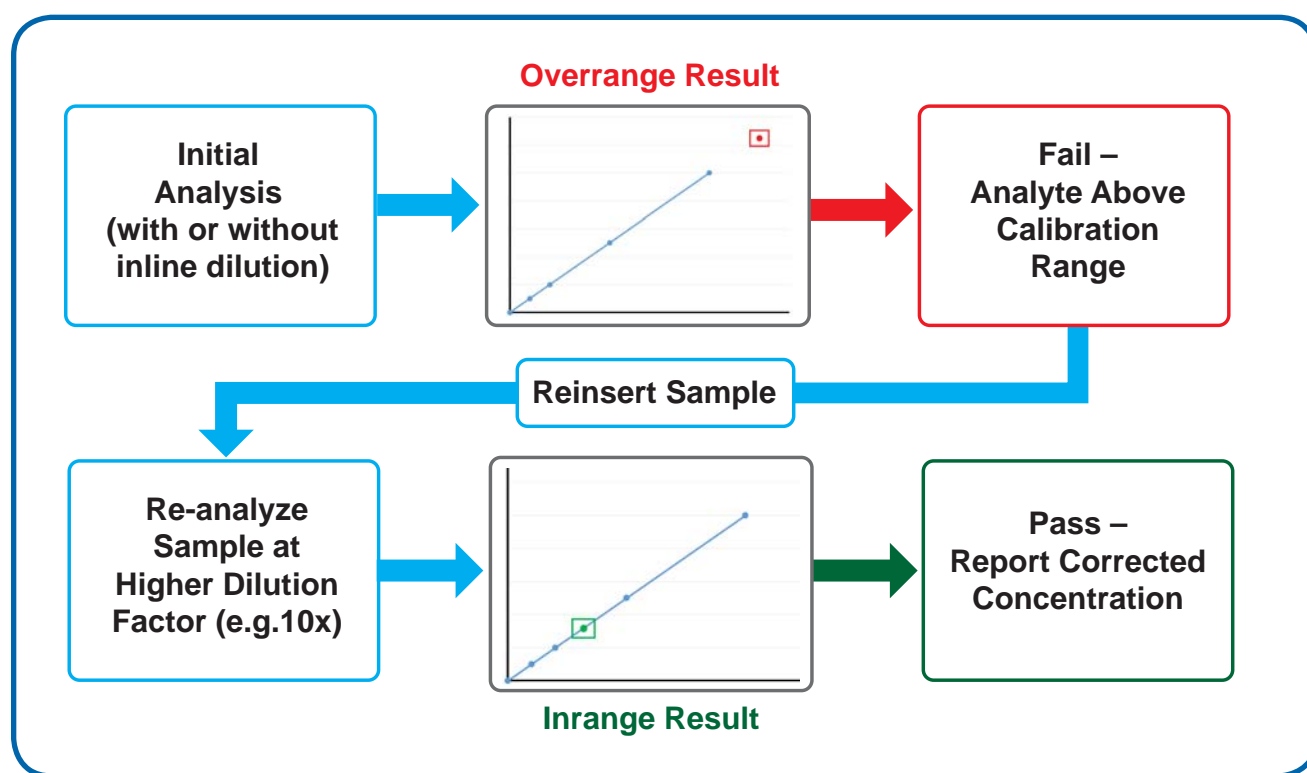 Overrange Result
Initial
Analysis
(with or without
inline dilution)
Fail –
Analyte Above
Calibration
Range
Reinsert Sample
Re-analyze
Sample at
Higher Dilution
Factor (e.g.10x)
Pass –
Report Corrected
Concentration
Inrange Result